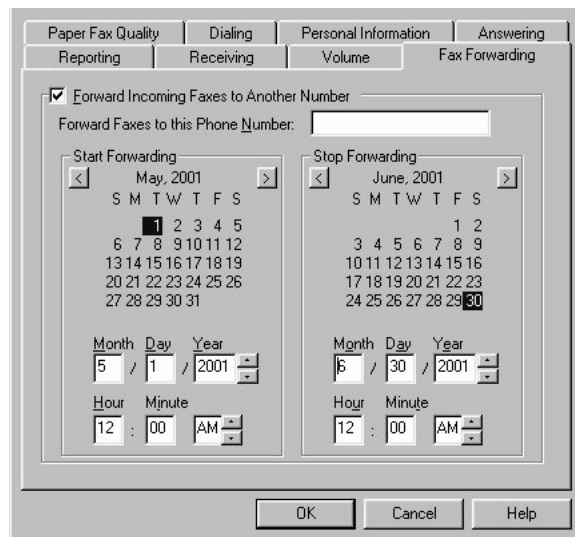 Paper Fax Quality Dialing Personal Information Answering
Reporting Receiving Volume Fax Forwarding
Forward Incoming Faxes to Another Number
Forward Faxes to this Phone Number:
Start Forwarding Stop Forwarding
< May, 2001 > < June, 2001 >
S M T W T F S S M T W T F S
1 2 3 4 5 1 2
6 7 8 9 10 11 12 3 4 5 6 7 8 9
13 14 15 16 17 18 19 10 11 12 13 14 15 16
20 21 22 23 24 25 26 17 18 19 20 21 22 23
27 28 29 30 31 24 25 26 27 28 29 30
Month Day Year Month Day Year
5 / 1 / 2001 6 / 30 / 2001
Hour Minute Hour Minute
12 : 00 AM 12 : 00 AM
OK Cancel Help